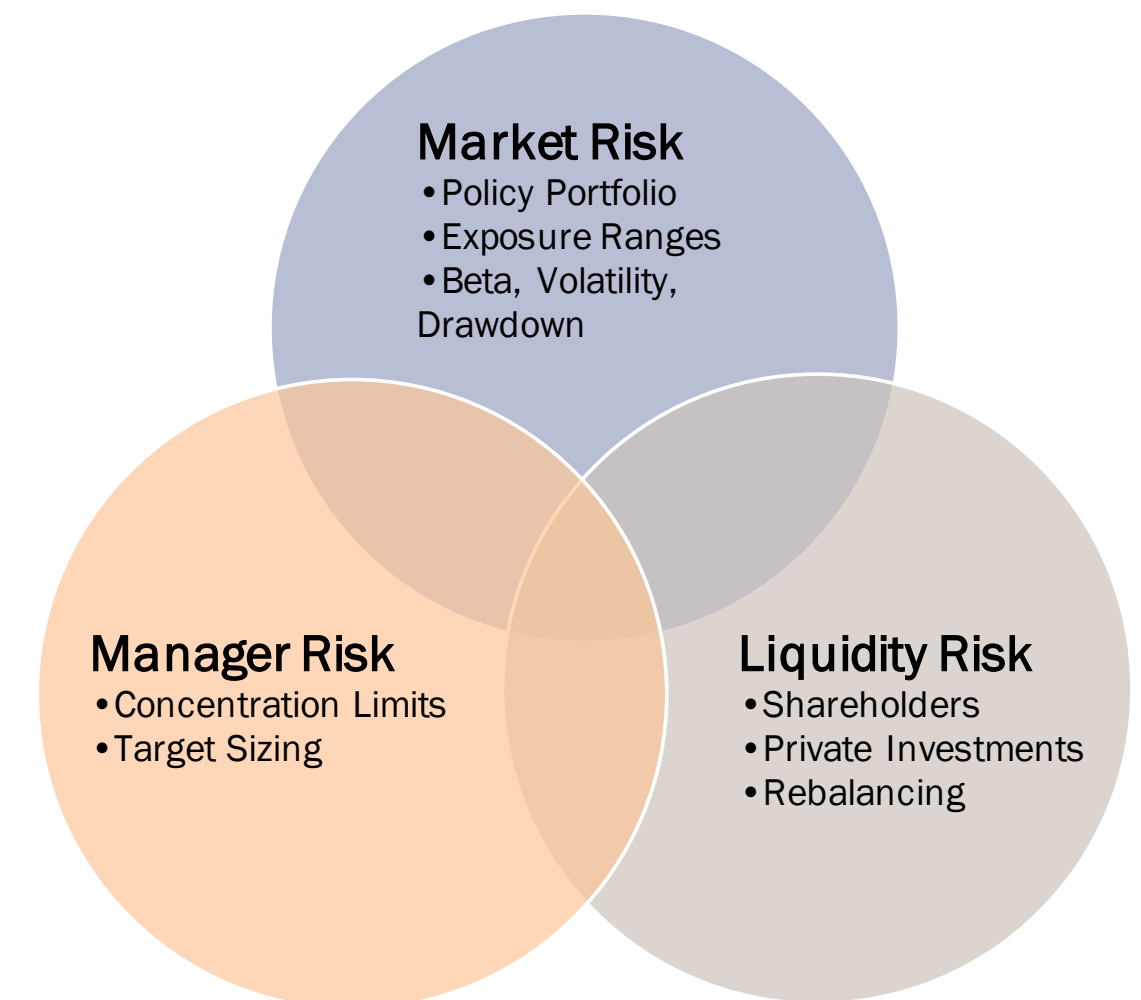 Market Risk
•Policy Portfolio
•Exposure Ranges
•Beta, Volatility,
Drawdown
Manager Risk
•Concentration Limits
•Target Sizing
Liquidity Risk
•Shareholders
•Private Investments
•Rebalancing